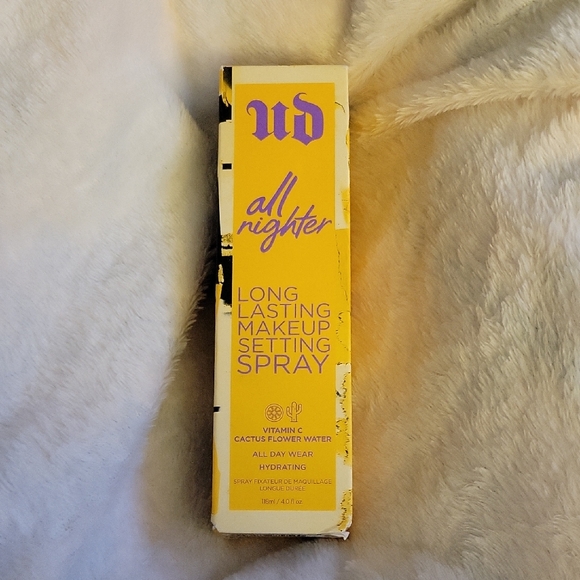 UD
all
nighter
LONG
LASTING
MAKEUP
SETTING
SPRAY
VITAMIN C
CACTUS FLOWER WATER
ALL DAY WEAR
HYDRATING
SPRAY FIXATEUR DE MAQUILLAGE
LONGUE DURÉE
118ml / 4.0 fl. oz.